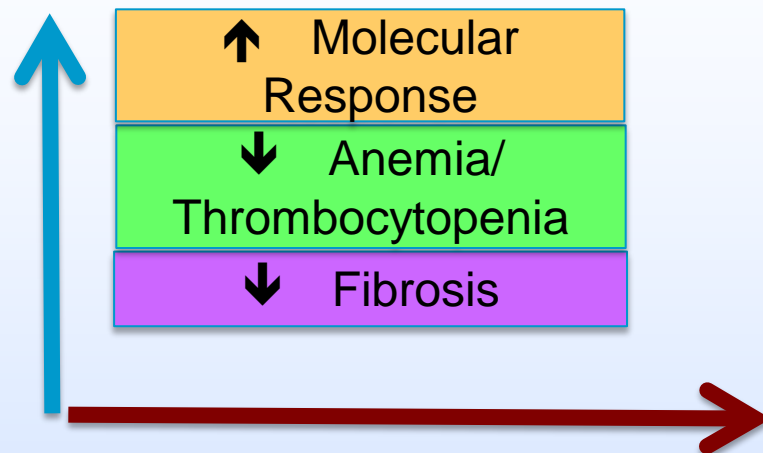 🡩 Molecular
Response
🡫 Anemia/
Thrombocytopenia
🡫 Fibrosis